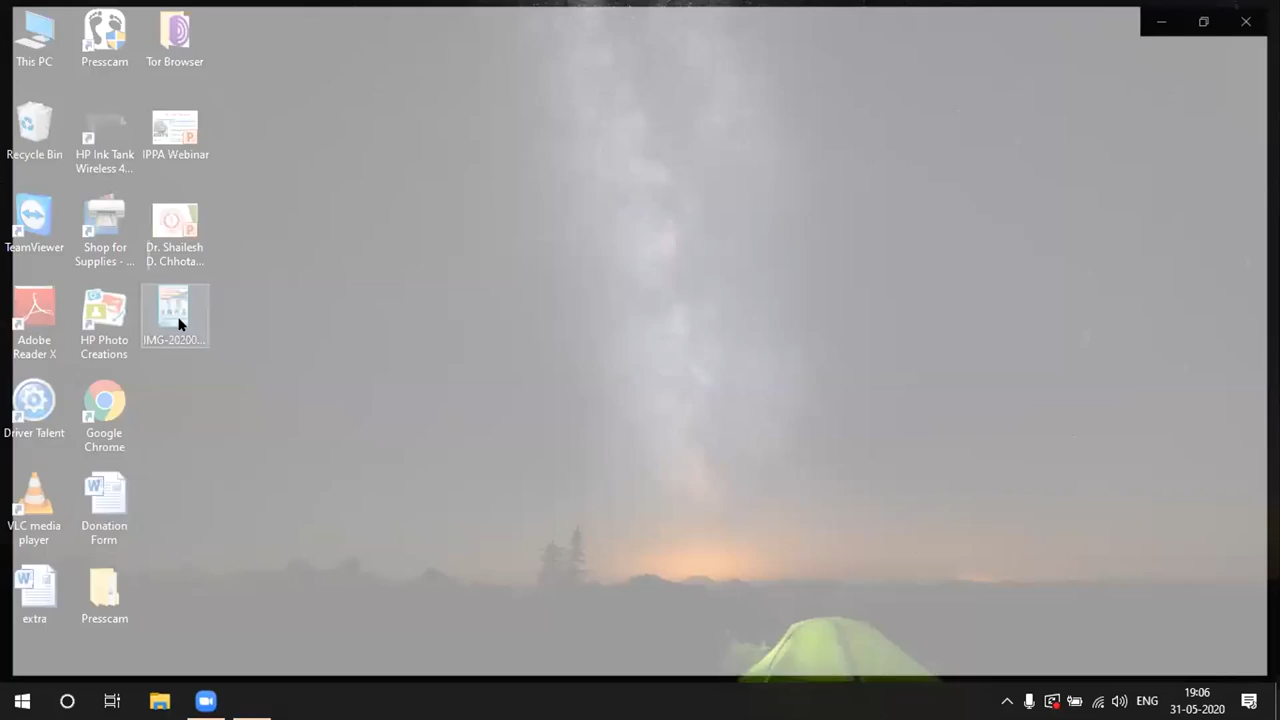 This PC
Presscam
Tor Browser
Recycle Bin
HP Ink Tank
Wireless 4...
IPPA Webinar
TeamViewer
Shop for
Supplies - ...
Dr. Shailesh
D. Chhota...
Adobe
Reader X
HP Photo
Creations
IMG-20200...
Driver Talent
Google
Chrome
VLC media
player
Donation
Form
extra
Presscam
ENG
19:06
31-05-2020